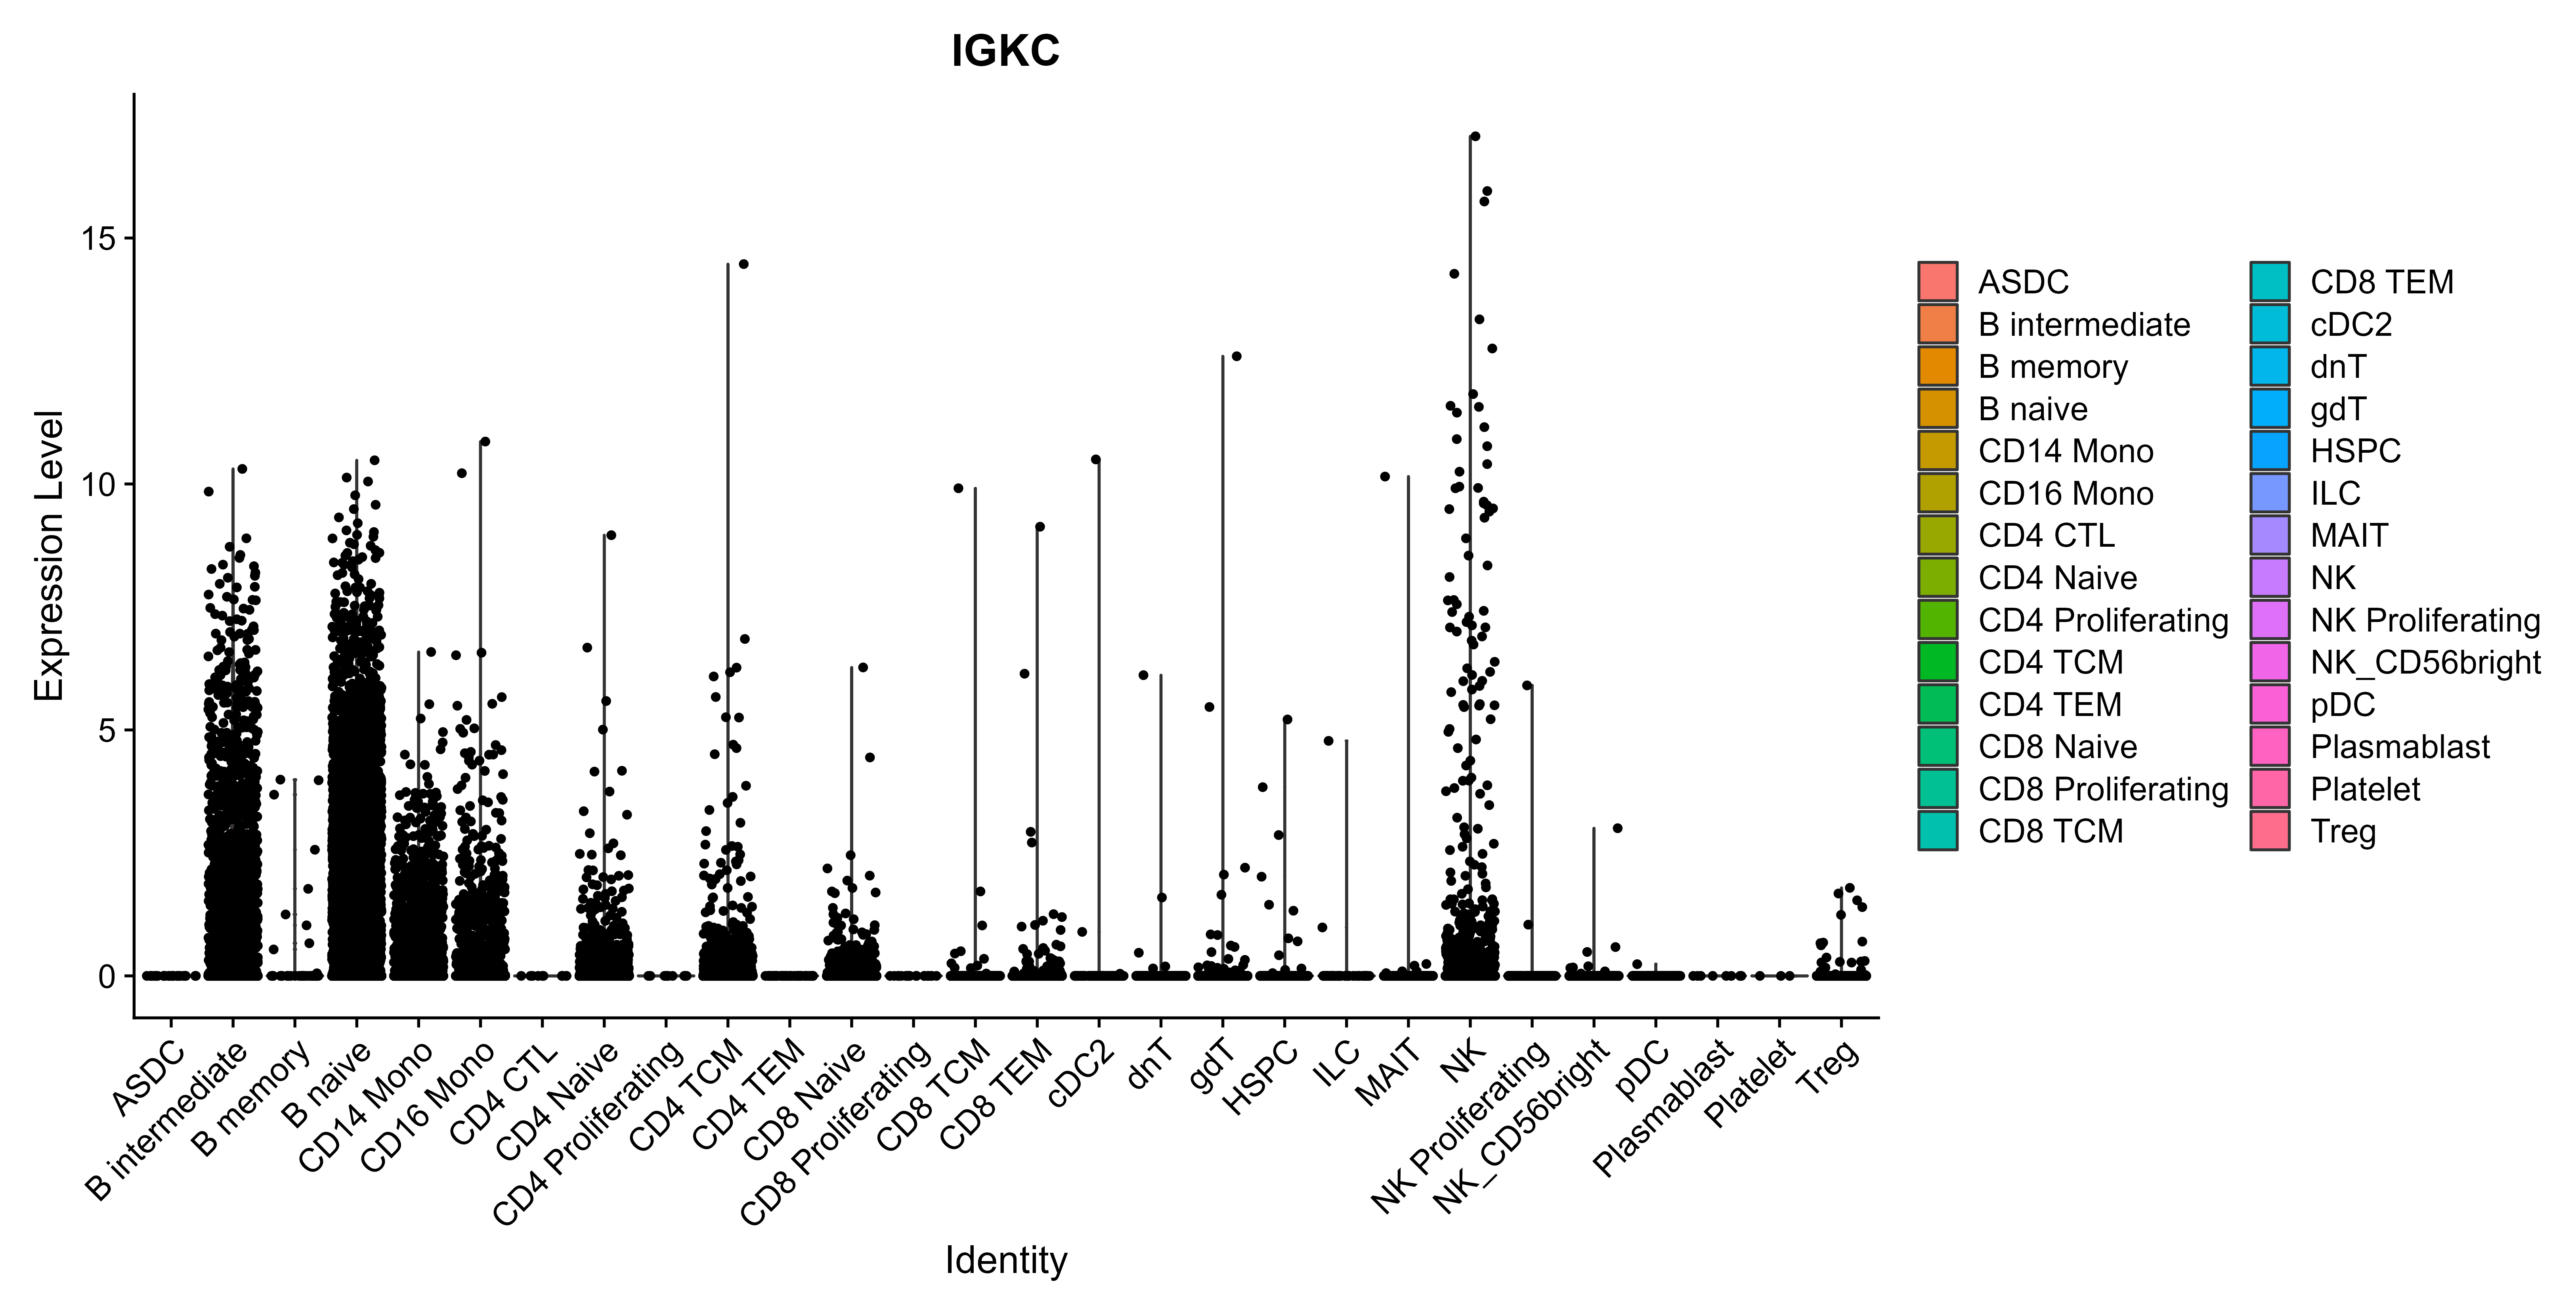 IGKC
Expression Level
15
10
5
0
ASDC
B intermediate
B memory
B naive
CD14 Mono
CD16 Mono
CD4 CTL
CD4 Naive
CD4 Proliferating
CD4 TCM
CD4 TEM
CD8 Naive
CD8 Proliferating
CD8 TCM
CD8 TEM
cDC2
dnT
gdT
HSPC
ILC
MAIT
NK
NK Proliferating
NK_CD56bright
pDC
Plasmablast
Platelet
Treg
Identity
ASDC
B intermediate
B memory
B naive
CD14 Mono
CD16 Mono
CD4 CTL
CD4 Naive
CD4 Proliferating
CD4 TCM
CD4 TEM
CD8 Naive
CD8 Proliferating
CD8 TCM
CD8 TEM
cDC2
dnT
gdT
HSPC
ILC
MAIT
NK
NK Proliferating
NK_CD56bright
pDC
Plasmablast
Platelet
Treg